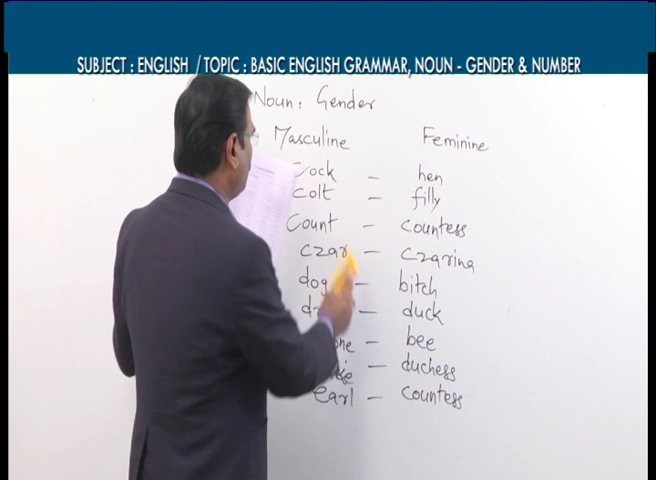 SUBJECT : ENGLISH / TOPIC : BASIC ENGLISH GRAMMAR, NOUN - GENDER & NUMBER
Noun: Gender
Masculine Feminine
Cock - hen
Colt - filly
Count - countess
czar - czarina
dog - bitch
- duck
- bee
- duchess
earl - countess